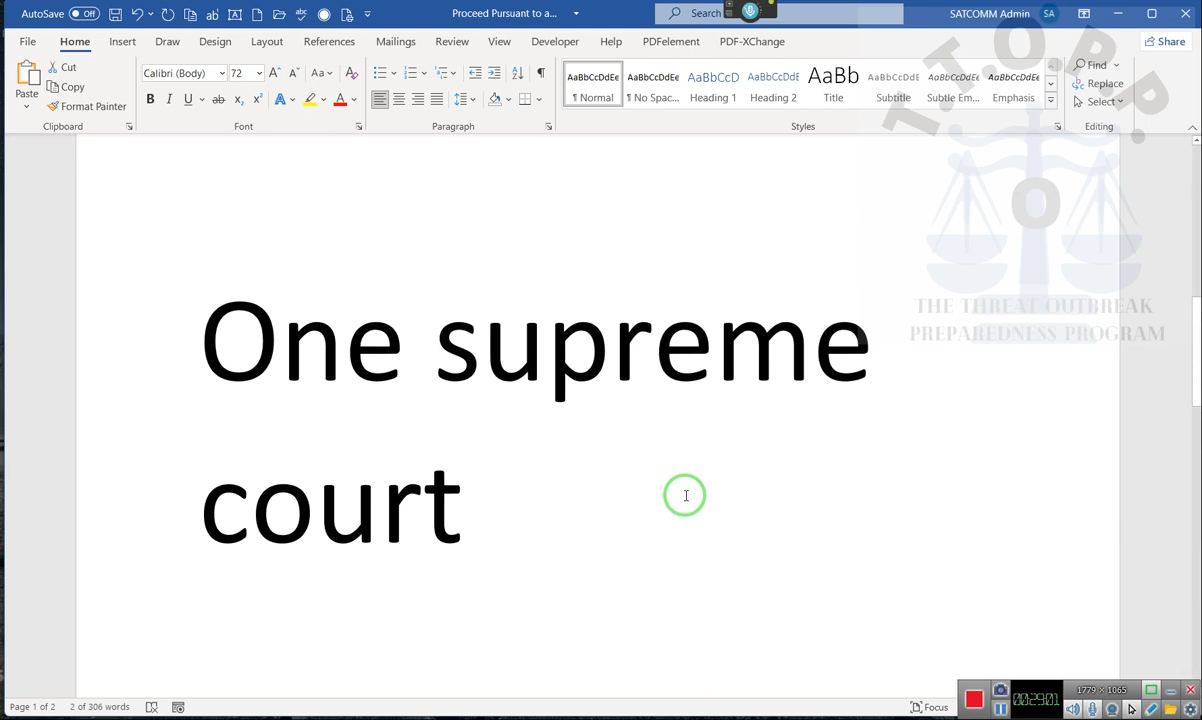 AutoSave Off Proceed Pursuant to a... Search SATCOMM Admin SA
File Home Insert Draw Design Layout References Mailings Review View Developer Help PDFelement PDF-XChange Share
Paste
Cut
Copy
Format Painter
Clipboard
Calibri (Body) 72
Font
Paragraph
AaBbCcDdEe AaBbCcDdEe AaBbCcD AaBbCcDdE AaBb AaBbCcDdE AaBbCcDdEe AaBbCcDdEe
¶ Normal ¶ No Spac... Heading 1 Heading 2 Title Subtitle Subtle Em... Emphasis
Styles
Find
Replace
Select
Editing
T.T.O.P.P.
THE THREAT OUTBREAK
PREPAREDNESS PROGRAM
One supreme
court
Page 1 of 2 2 of 306 words Focus
00:29:01 1779 × 1065